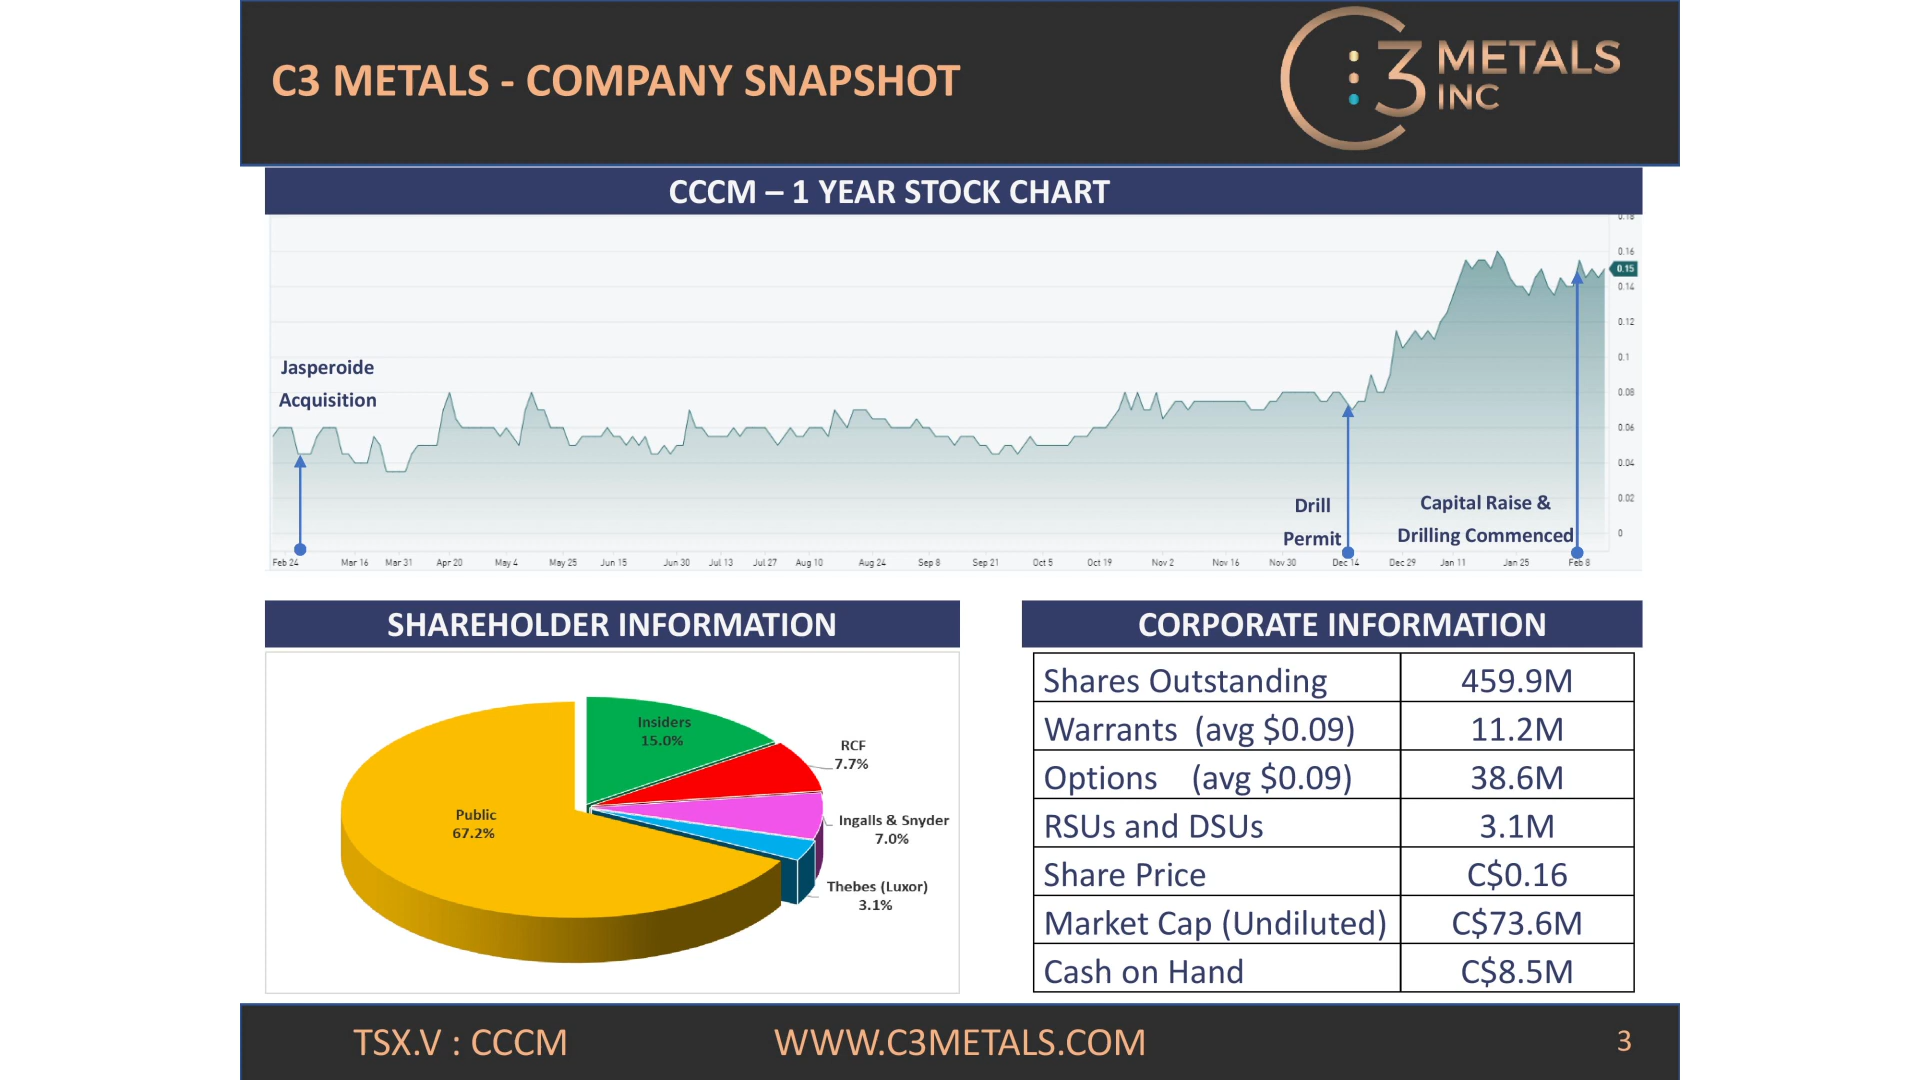 C3 METALS - COMPANY SNAPSHOT
C3 METALS
INC
CCCM – 1 YEAR STOCK CHART
0.18
0.16
0.15
0.14
0.12
0.1
0.08
0.06
0.04
0.02
0
Jasperoide
Acquisition
Drill
Permit
Capital Raise &
Drilling Commenced
Feb 24 Mar 16 Mar 31 Apr 20 May 4 May 25 Jun 15 Jun 30 Jul 13 Jul 27 Aug 10 Aug 24 Sep 8 Sep 21 Oct 5 Oct 19 Nov 2 Nov 16 Nov 30 Dec 14 Dec 29 Jan 11 Jan 25 Feb 8
SHAREHOLDER INFORMATION
Insiders
15.0%
RCF
7.7%
Public
67.2%
Ingalls & Snyder
7.0%
Thebes (Luxor)
3.1%
CORPORATE INFORMATION
Shares Outstanding 459.9M
Warrants (avg $0.09) 11.2M
Options (avg $0.09) 38.6M
RSUs and DSUs 3.1M
Share Price C$0.16
Market Cap (Undiluted) C$73.6M
Cash on Hand C$8.5M
TSX.V : CCCM WWW.C3METALS.COM 3